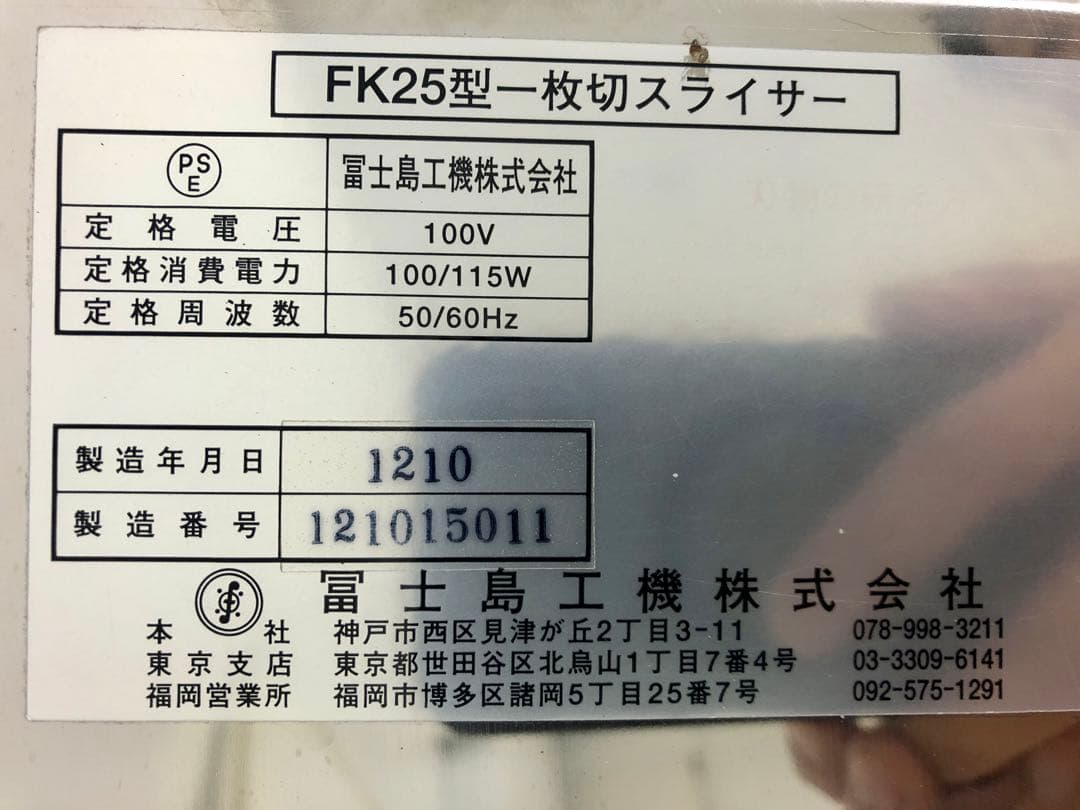 FK25型一枚切スライサー
PSE 冨士島工機株式会社
定格電圧 100V
定格消費電力 100/115W
定格周波数 50/60Hz
製造年月日 1210
製造番号 121015011
冨士島工機株式会社
本社 神戸市西区見津が丘2丁目3-11 078-998-3211
東京支店 東京都世田谷区北烏山1丁目7番4号 03-3309-6141
福岡営業所 福岡市博多区諸岡5丁目25番7号 092-575-1291